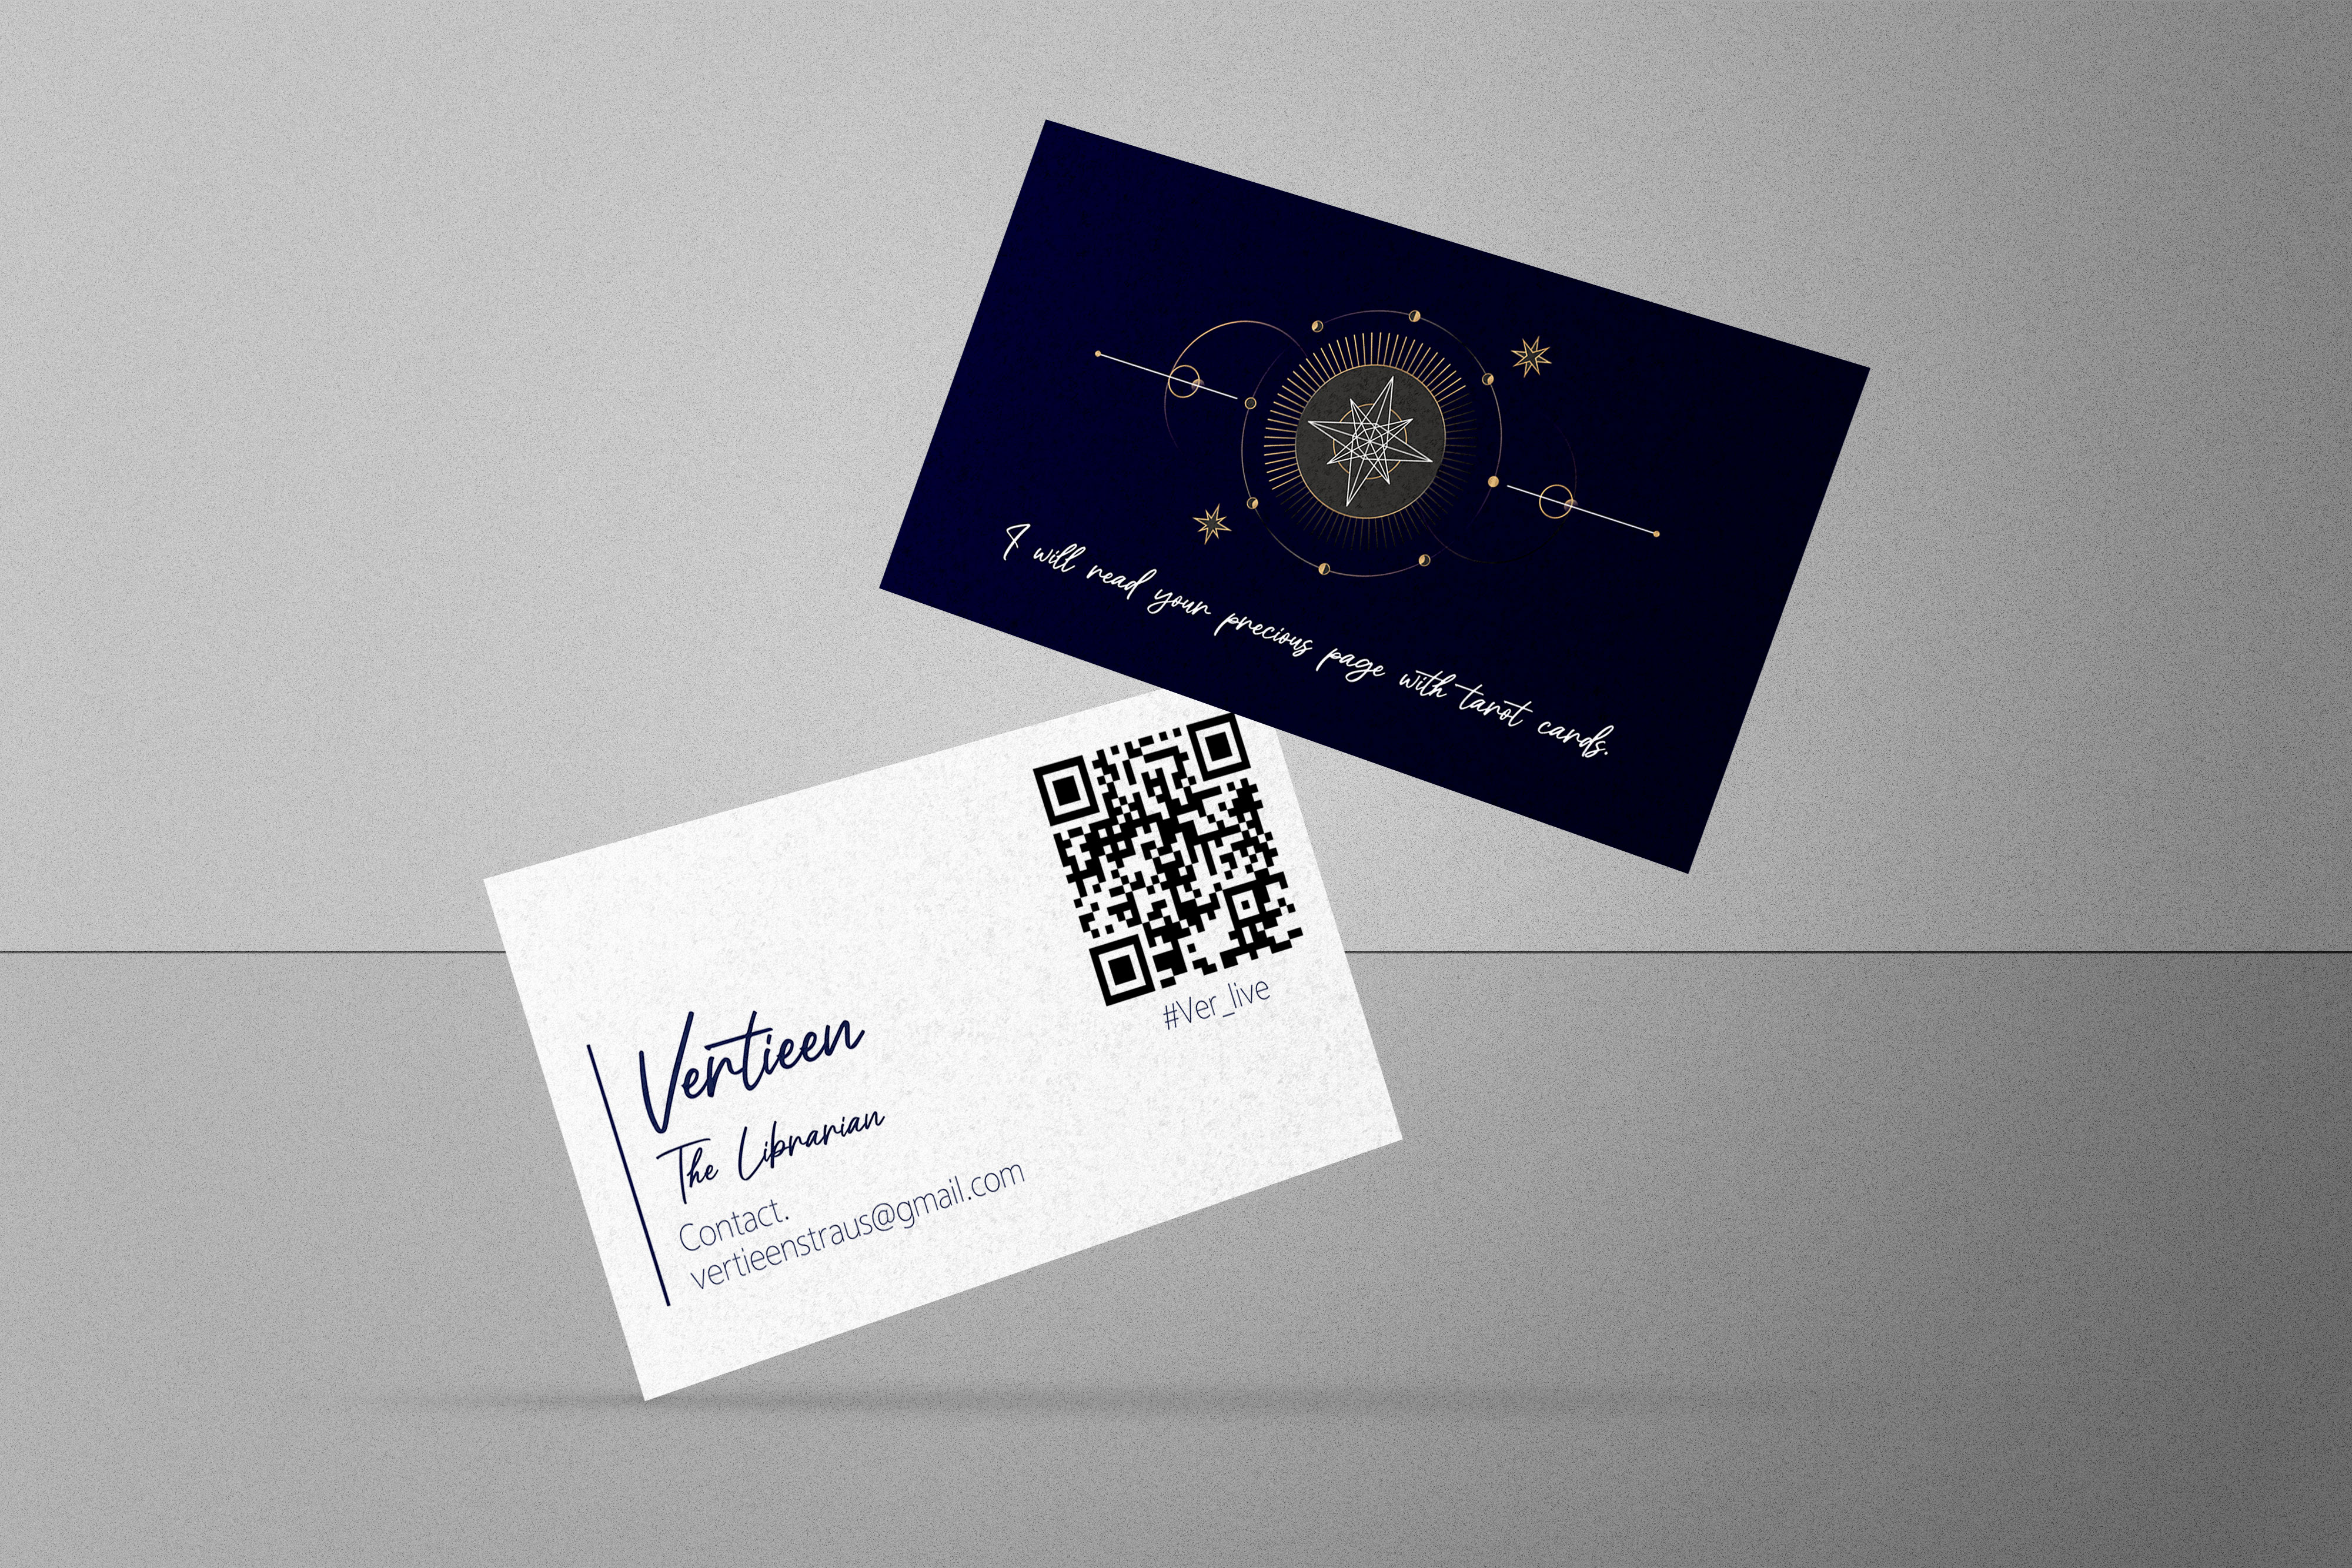 I will read your precious page with tarot cards.
#Ver_live
Vertieen
The Librarian
Contact.
vertieenstraus@gmail.com